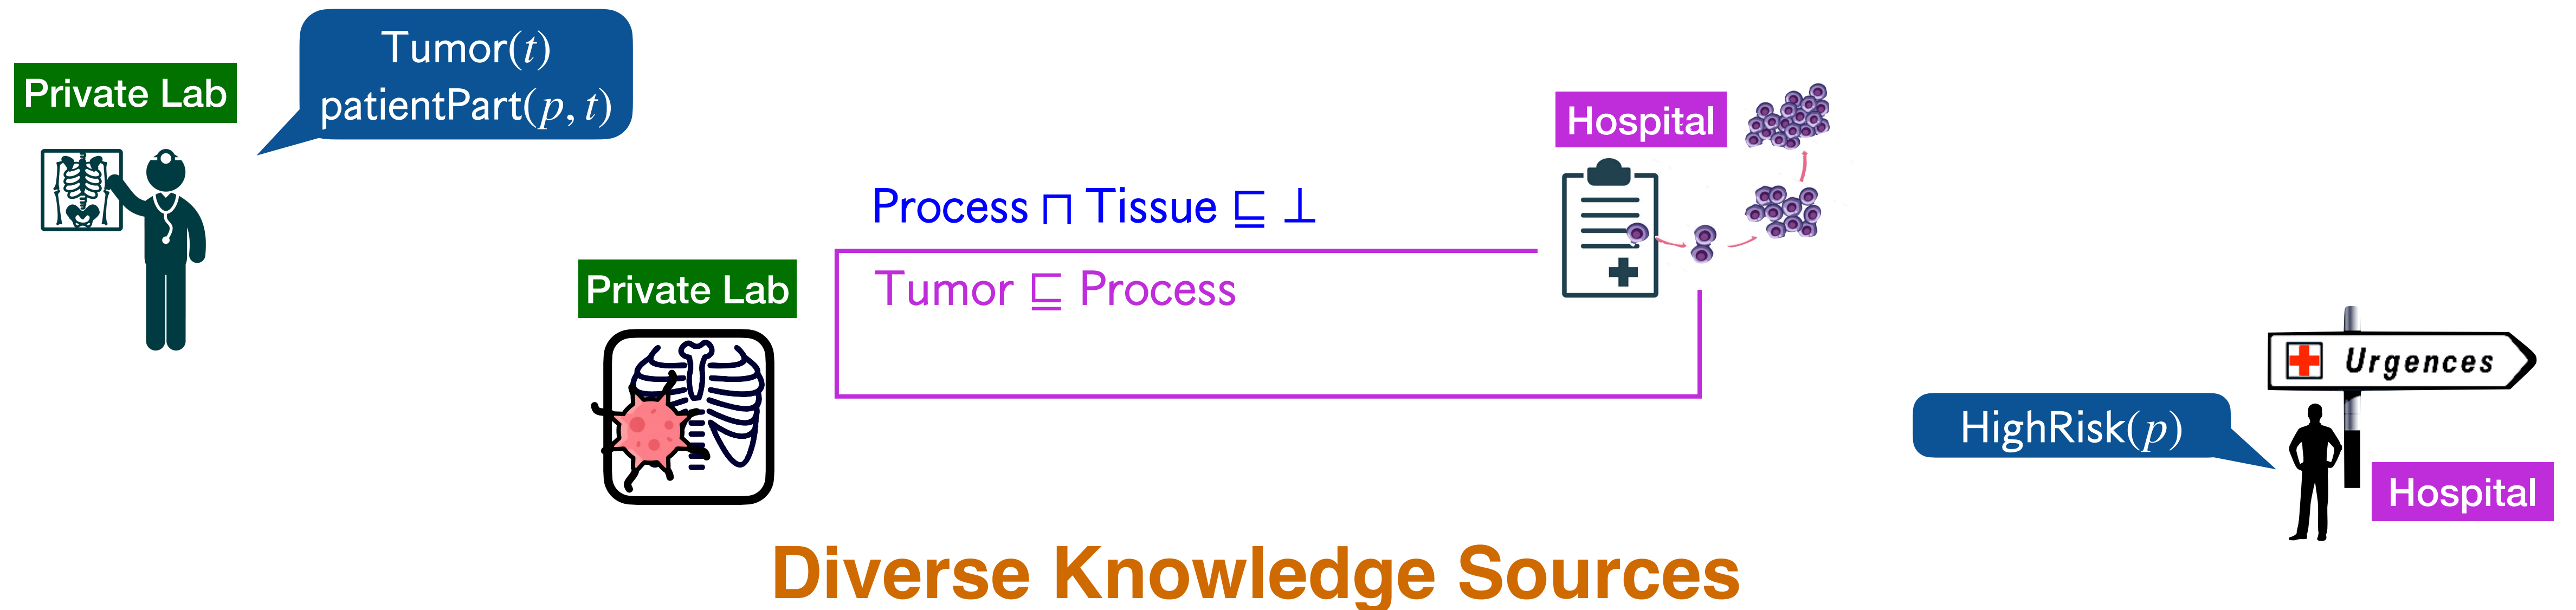 Tumor(t)
patientPart(p, t)
Private Lab
Hospital
Process ⊓ Tissue ⊑ ⊥
Tumor ⊑ Process
Private Lab
Urgences
HighRisk(p)
Hospital
Diverse Knowledge Sources